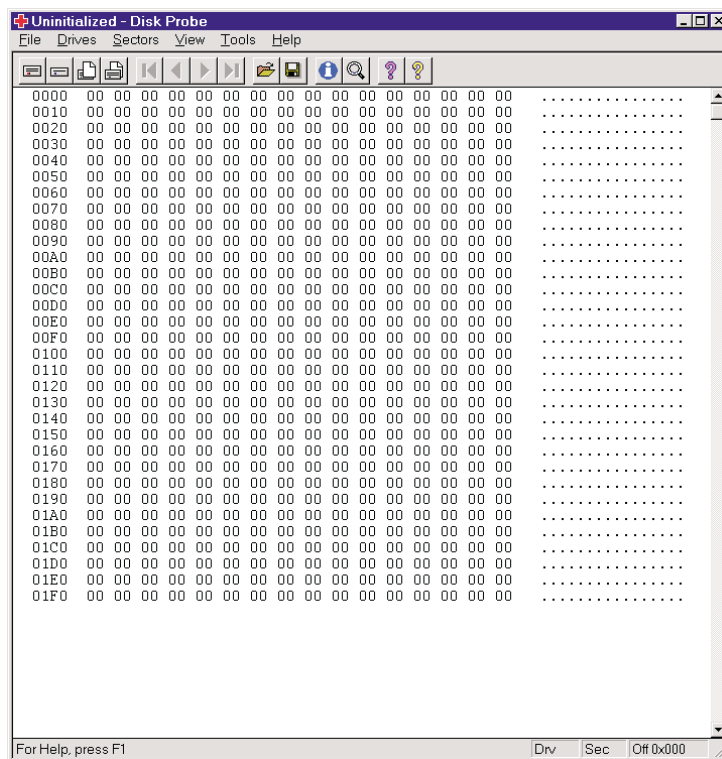 Uninitialized - Disk Probe
File Drives Sectors View Tools Help
0000 00 00 00 00 00 00 00 00 00 00 00 00 00 00 00 00 ................
0010 00 00 00 00 00 00 00 00 00 00 00 00 00 00 00 00 ................
0020 00 00 00 00 00 00 00 00 00 00 00 00 00 00 00 00 ................
0030 00 00 00 00 00 00 00 00 00 00 00 00 00 00 00 00 ................
0040 00 00 00 00 00 00 00 00 00 00 00 00 00 00 00 00 ................
0050 00 00 00 00 00 00 00 00 00 00 00 00 00 00 00 00 ................
0060 00 00 00 00 00 00 00 00 00 00 00 00 00 00 00 00 ................
0070 00 00 00 00 00 00 00 00 00 00 00 00 00 00 00 00 ................
0080 00 00 00 00 00 00 00 00 00 00 00 00 00 00 00 00 ................
0090 00 00 00 00 00 00 00 00 00 00 00 00 00 00 00 00 ................
00A0 00 00 00 00 00 00 00 00 00 00 00 00 00 00 00 00 ................
00B0 00 00 00 00 00 00 00 00 00 00 00 00 00 00 00 00 ................
00C0 00 00 00 00 00 00 00 00 00 00 00 00 00 00 00 00 ................
00D0 00 00 00 00 00 00 00 00 00 00 00 00 00 00 00 00 ................
00E0 00 00 00 00 00 00 00 00 00 00 00 00 00 00 00 00 ................
00F0 00 00 00 00 00 00 00 00 00 00 00 00 00 00 00 00 ................
0100 00 00 00 00 00 00 00 00 00 00 00 00 00 00 00 00 ................
0110 00 00 00 00 00 00 00 00 00 00 00 00 00 00 00 00 ................
0120 00 00 00 00 00 00 00 00 00 00 00 00 00 00 00 00 ................
0130 00 00 00 00 00 00 00 00 00 00 00 00 00 00 00 00 ................
0140 00 00 00 00 00 00 00 00 00 00 00 00 00 00 00 00 ................
0150 00 00 00 00 00 00 00 00 00 00 00 00 00 00 00 00 ................
0160 00 00 00 00 00 00 00 00 00 00 00 00 00 00 00 00 ................
0170 00 00 00 00 00 00 00 00 00 00 00 00 00 00 00 00 ................
0180 00 00 00 00 00 00 00 00 00 00 00 00 00 00 00 00 ................
0190 00 00 00 00 00 00 00 00 00 00 00 00 00 00 00 00 ................
01A0 00 00 00 00 00 00 00 00 00 00 00 00 00 00 00 00 ................
01B0 00 00 00 00 00 00 00 00 00 00 00 00 00 00 00 00 ................
01C0 00 00 00 00 00 00 00 00 00 00 00 00 00 00 00 00 ................
01D0 00 00 00 00 00 00 00 00 00 00 00 00 00 00 00 00 ................
01E0 00 00 00 00 00 00 00 00 00 00 00 00 00 00 00 00 ................
01F0 00 00 00 00 00 00 00 00 00 00 00 00 00 00 00 00 ................
For Help, press F1 Drv Sec Off 0x000